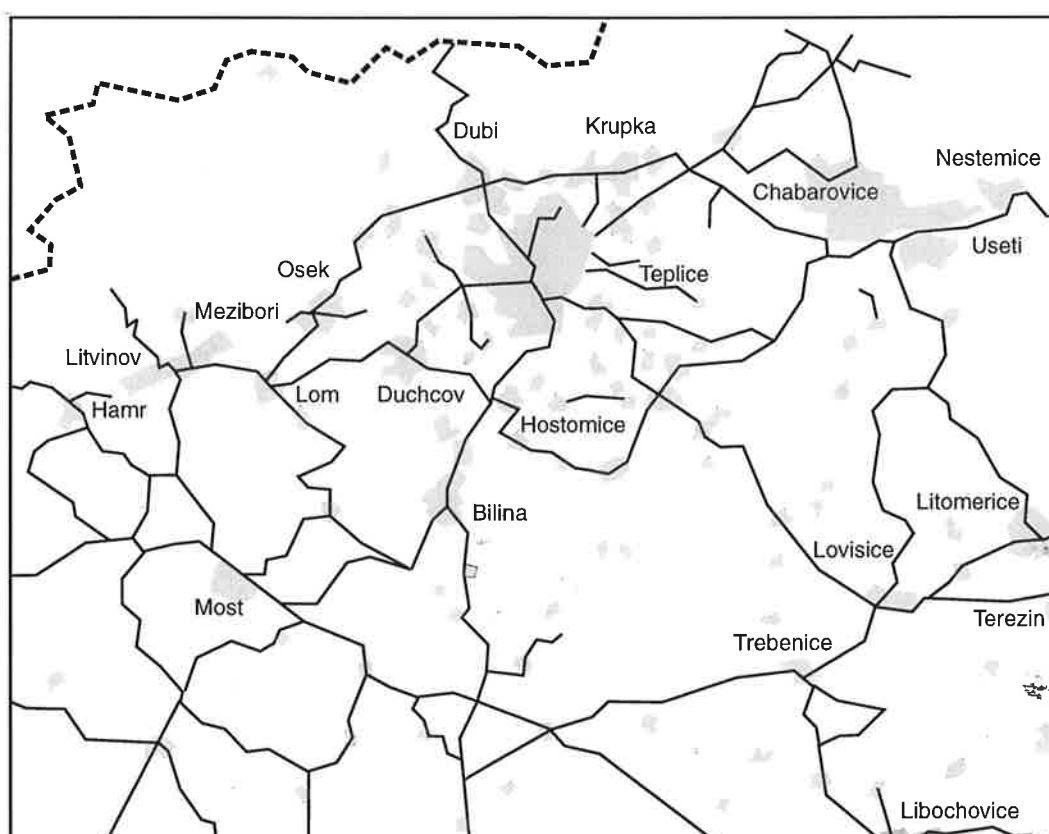 Dubi
Krupka
Nestemice
Chabarovice
Useti
Osek
Teplice
Mezibori
Litvinov
Lom
Duchcov
Hamr
Hostomice
Bilina
Litomerice
Lovisice
Most
Terezin
Trebenice
Libochovice